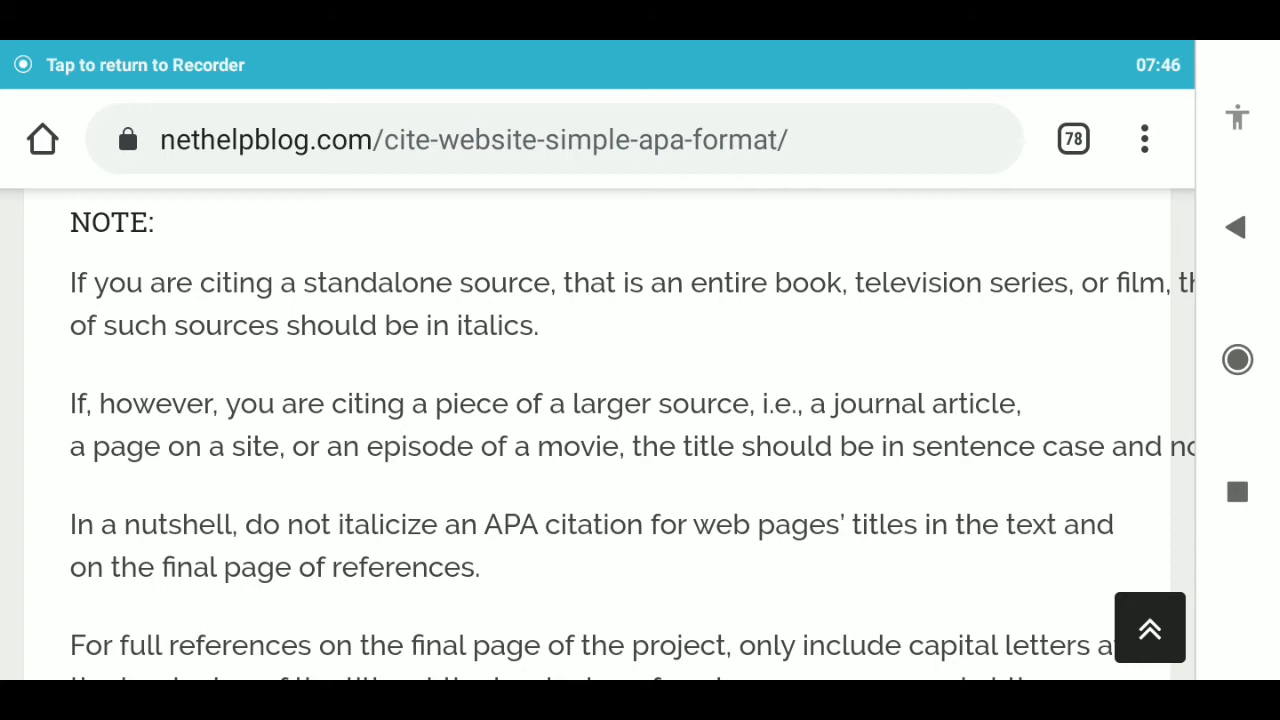 Tap to return to Recorder 07:46
nethelpblog.com/cite-website-simple-apa-format/ 78
NOTE:
If you are citing a standalone source, that is an entire book, television series, or film,
of such sources should be in italics.
If, however, you are citing a piece of a larger source, i.e., a journal article,
a page on a site, or an episode of a movie, the title should be in sentence case and
In a nutshell, do not italicize an APA citation for web pages’ titles in the text and
on the final page of references.
For full references on the final page of the project, only include capital letters